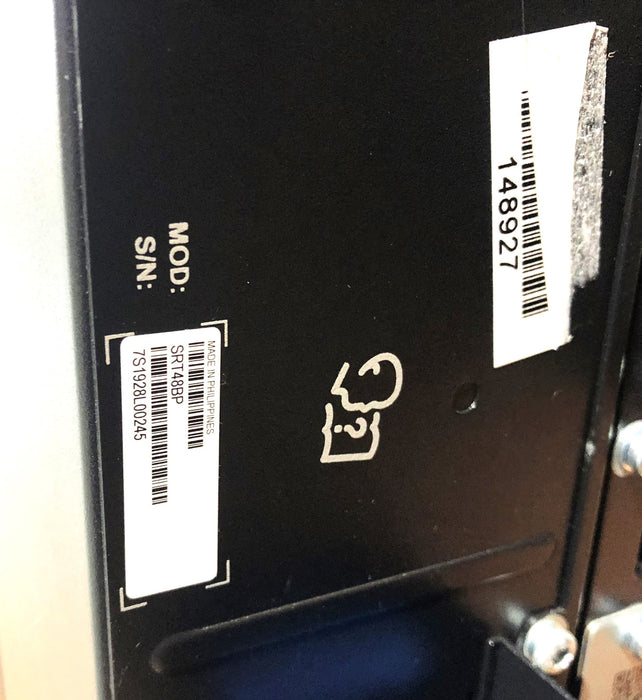 148927
MOD:
S/N:
MADE IN PHILIPPINES
SRT48BP
7S1928L00245